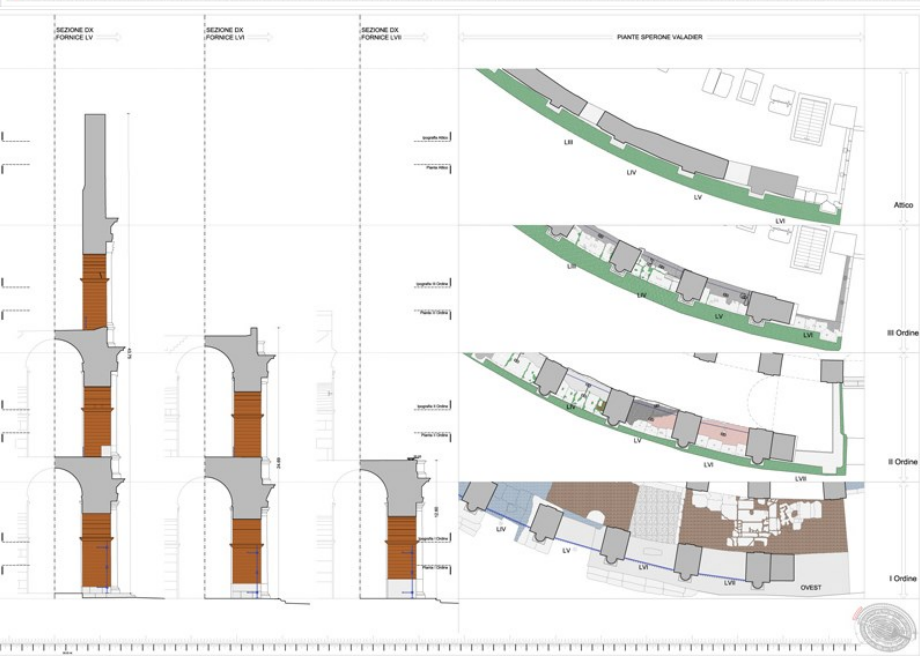 SEZIONE DX
FORNICE LV
SEZIONE DX
FORNICE LVI
SEZIONE DX
FORNICE LVII
PIANTE SPERONE VALADIER
LIII
LIV
LV
LVI
Attico
LIII
LIV
LV
LVI
III Ordine
LIV
LV
LVI
LVII
II Ordine
LIV
LV
LVI
LVII
OVEST
I Ordine